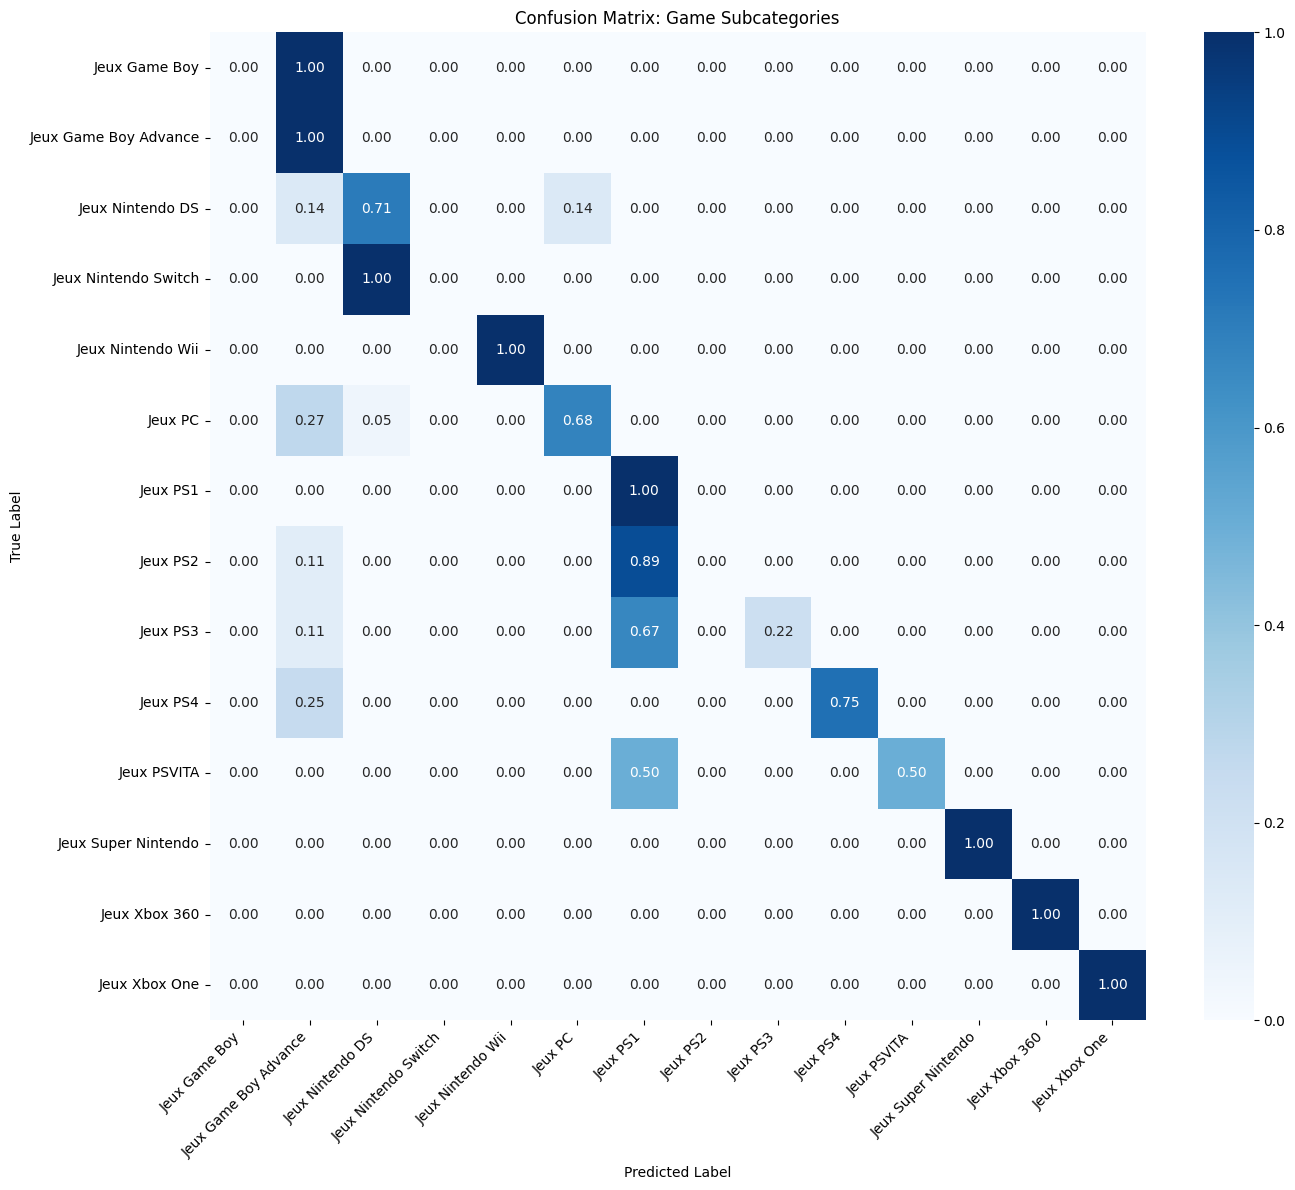 Confusion Matrix: Game Subcategories
True Label
Jeux Game Boy 0.00 1.00 0.00 0.00 0.00 0.00 0.00 0.00 0.00 0.00 0.00 0.00 0.00 0.00
Jeux Game Boy Advance 0.00 1.00 0.00 0.00 0.00 0.00 0.00 0.00 0.00 0.00 0.00 0.00 0.00 0.00
Jeux Nintendo DS 0.00 0.14 0.71 0.00 0.00 0.14 0.00 0.00 0.00 0.00 0.00 0.00 0.00 0.00
Jeux Nintendo Switch 0.00 0.00 1.00 0.00 0.00 0.00 0.00 0.00 0.00 0.00 0.00 0.00 0.00 0.00
Jeux Nintendo Wii 0.00 0.00 0.00 0.00 1.00 0.00 0.00 0.00 0.00 0.00 0.00 0.00 0.00 0.00
Jeux PC 0.00 0.27 0.05 0.00 0.00 0.68 0.00 0.00 0.00 0.00 0.00 0.00 0.00 0.00
Jeux PS1 0.00 0.00 0.00 0.00 0.00 0.00 1.00 0.00 0.00 0.00 0.00 0.00 0.00 0.00
Jeux PS2 0.00 0.11 0.00 0.00 0.00 0.00 0.89 0.00 0.00 0.00 0.00 0.00 0.00 0.00
Jeux PS3 0.00 0.11 0.00 0.00 0.00 0.00 0.67 0.00 0.22 0.00 0.00 0.00 0.00 0.00
Jeux PS4 0.00 0.25 0.00 0.00 0.00 0.00 0.00 0.00 0.00 0.75 0.00 0.00 0.00 0.00
Jeux PSVITA 0.00 0.00 0.00 0.00 0.00 0.00 0.50 0.00 0.00 0.00 0.50 0.00 0.00 0.00
Jeux Super Nintendo 0.00 0.00 0.00 0.00 0.00 0.00 0.00 0.00 0.00 0.00 0.00 1.00 0.00 0.00
Jeux Xbox 360 0.00 0.00 0.00 0.00 0.00 0.00 0.00 0.00 0.00 0.00 0.00 0.00 1.00 0.00
Jeux Xbox One 0.00 0.00 0.00 0.00 0.00 0.00 0.00 0.00 0.00 0.00 0.00 0.00 0.00 1.00
Jeux Game Boy
Jeux Game Boy Advance
Jeux Nintendo DS
Jeux Nintendo Switch
Jeux Nintendo Wii
Jeux PC
Jeux PS1
Jeux PS2
Jeux PS3
Jeux PS4
Jeux PSVITA
Jeux Super Nintendo
Jeux Xbox 360
Jeux Xbox One
Predicted Label
1.0
0.8
0.6
0.4
0.2
0.0